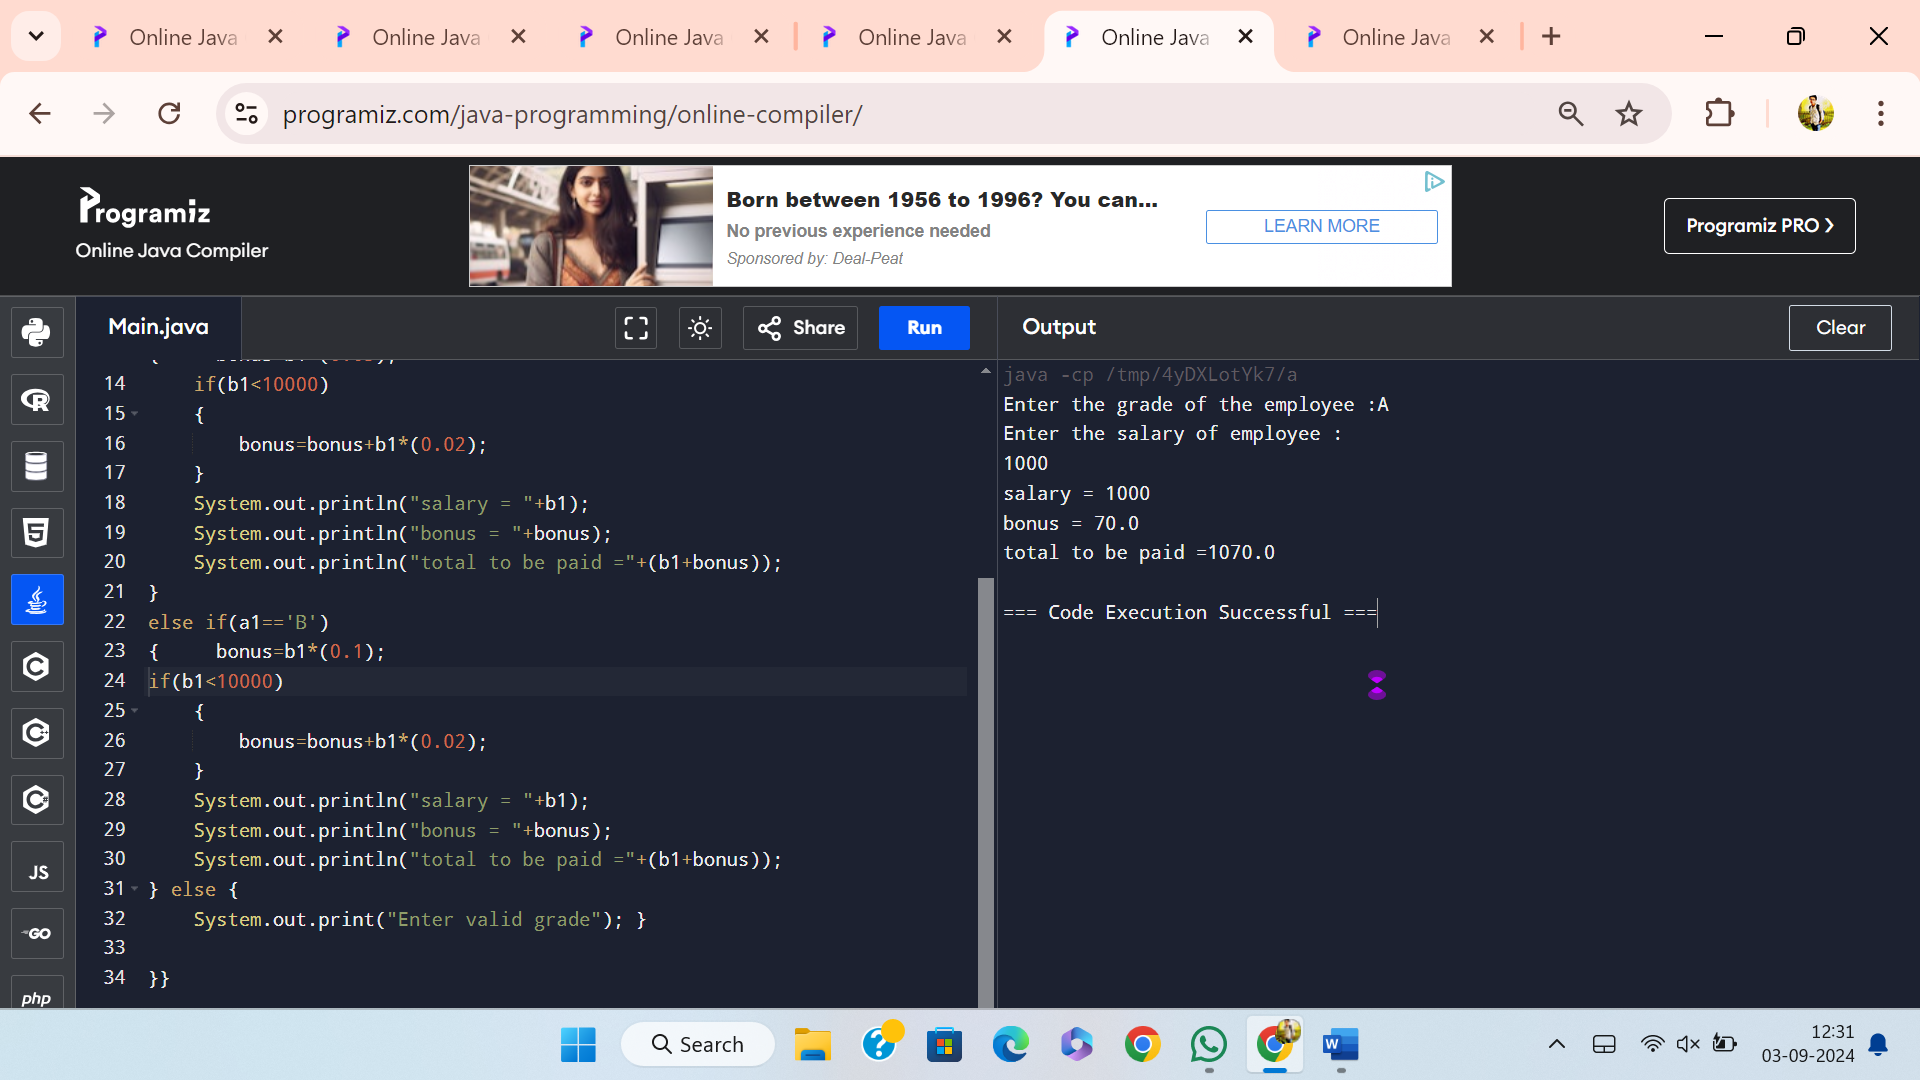 Online Java
Online Java
Online Java
Online Java
Online Java
Online Java
programiz.com/java-programming/online-compiler/
Programiz
Online Java Compiler
Born between 1956 to 1996? You can...
No previous experience needed
Sponsored by: Deal-Peat
LEARN MORE
Programiz PRO ❯
Main.java
Share
Run
Output
Clear
14 if(b1<10000)
15 {
16 bonus=bonus+b1*(0.02);
17 }
18 System.out.println("salary = "+b1);
19 System.out.println("bonus = "+bonus);
20 System.out.println("total to be paid ="+(b1+bonus));
21 }
22 else if(a1=='B')
23 { bonus=b1*(0.1);
24 if(b1<10000)
25 {
26 bonus=bonus+b1*(0.02);
27 }
28 System.out.println("salary = "+b1);
29 System.out.println("bonus = "+bonus);
30 System.out.println("total to be paid ="+(b1+bonus));
31 } else {
32 System.out.print("Enter valid grade"); }
33
34 }}
java -cp /tmp/4yDXLotYk7/a
Enter the grade of the employee :A
Enter the salary of employee :
1000
salary = 1000
bonus = 70.0
total to be paid =1070.0
=== Code Execution Successful ===
JS
GO
php
Search
12:31
03-09-2024